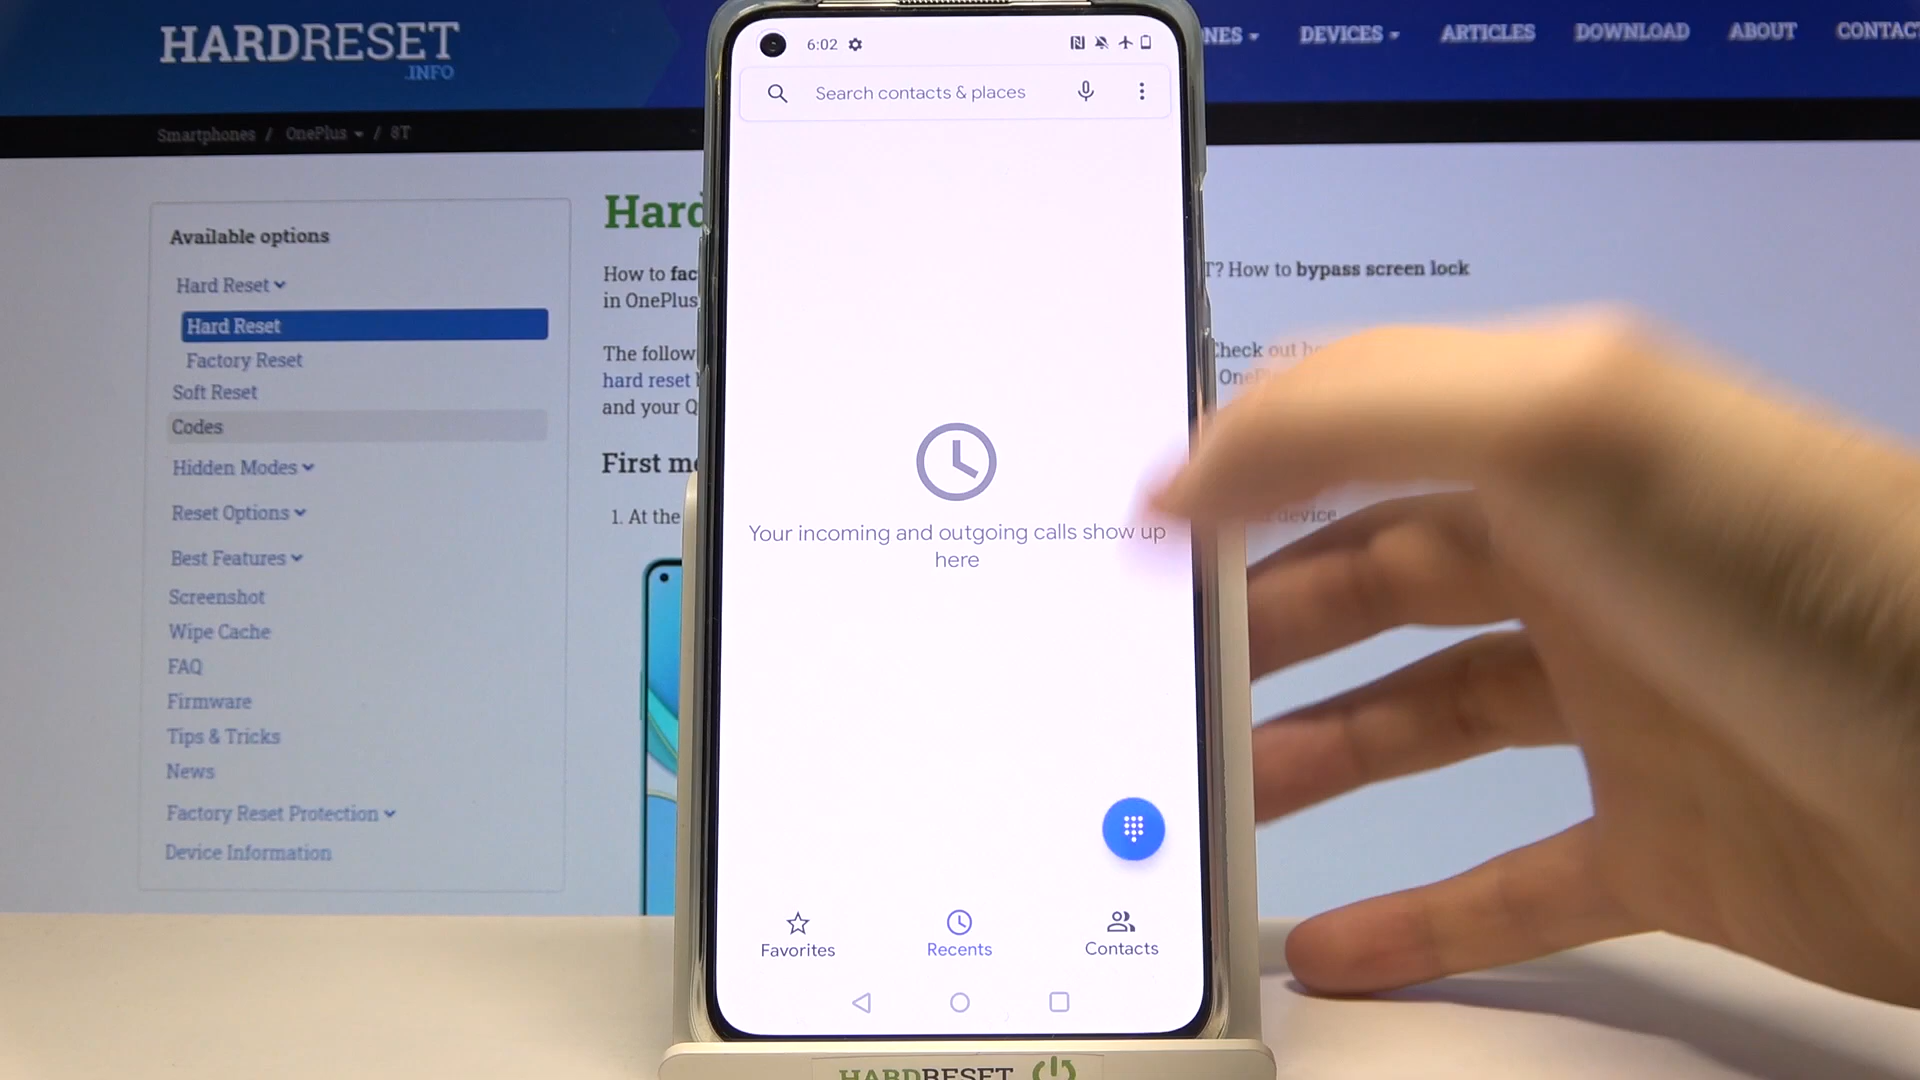 HARDRESET
.INFO
DEVICES
ARTICLES
DOWNLOAD
ABOUT
Smartphones / OnePlus / 8T
Available options
Hard Reset
Hard Reset
Factory Reset
Soft Reset
Codes
Hidden Modes
Reset Options
Best Features
Screenshot
Wipe Cache
FAQ
Firmware
Tips & Tricks
News
Factory Reset Protection
Device Information
Hard
How to
in OnePlus
The
hard reset
and your
First
1. At the
T? How to bypass screen lock
Check out
device
6:02
Search contacts & places
Your incoming and outgoing calls show up
here
Favorites
Recents
Contacts
HARDRESET